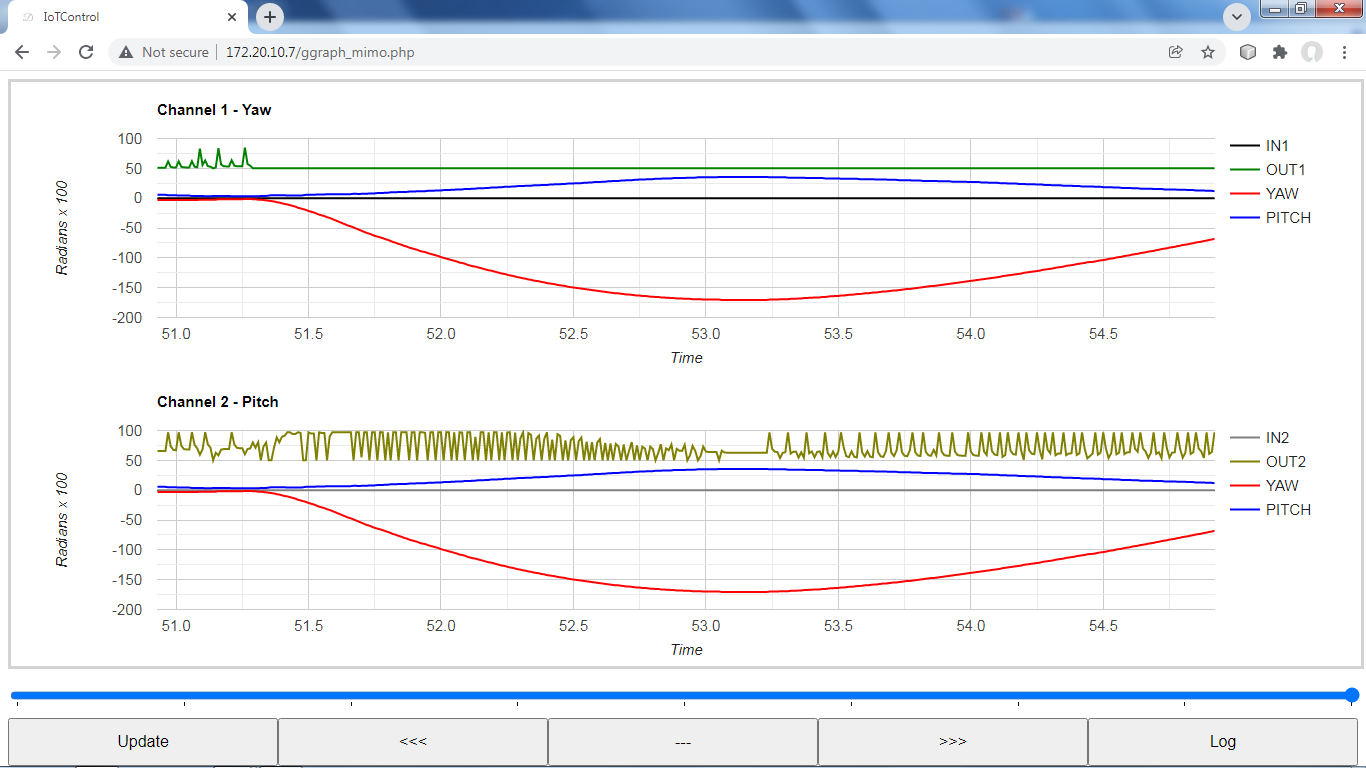 IoTControl
Not secure 172.20.10.7/ggraph_mimo.php
Channel 1 - Yaw
100
50
0
-50
-100
-150
-200
Radians x 100
51.0 51.5 52.0 52.5 53.0 53.5 54.0 54.5
Time
IN1
OUT1
YAW
PITCH
Channel 2 - Pitch
100
50
0
-50
-100
-150
-200
Radians x 100
51.0 51.5 52.0 52.5 53.0 53.5 54.0 54.5
Time
IN2
OUT2
YAW
PITCH
Update <<< --- >>> Log